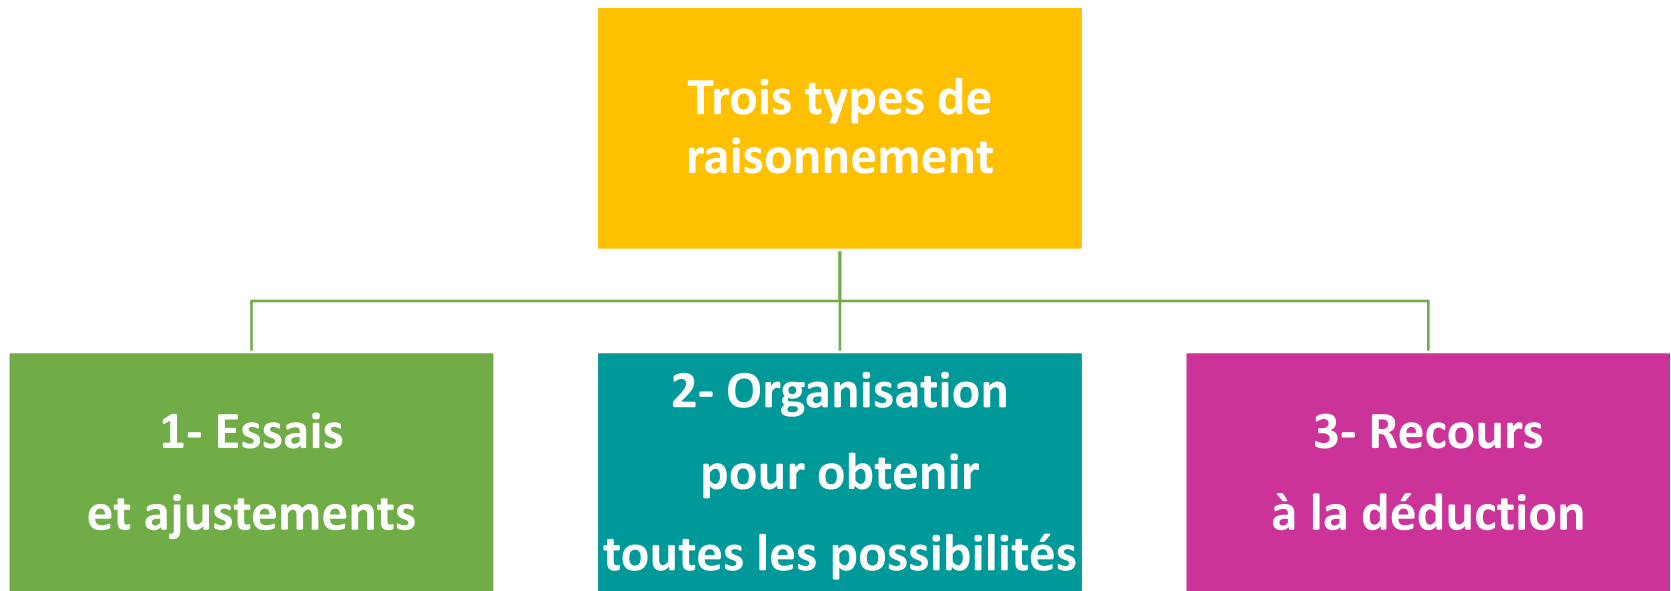 Trois types de
raisonnement
1- Essais
et ajustements
2- Organisation
pour obtenir
toutes les possibilités
3- Recours
à la déduction